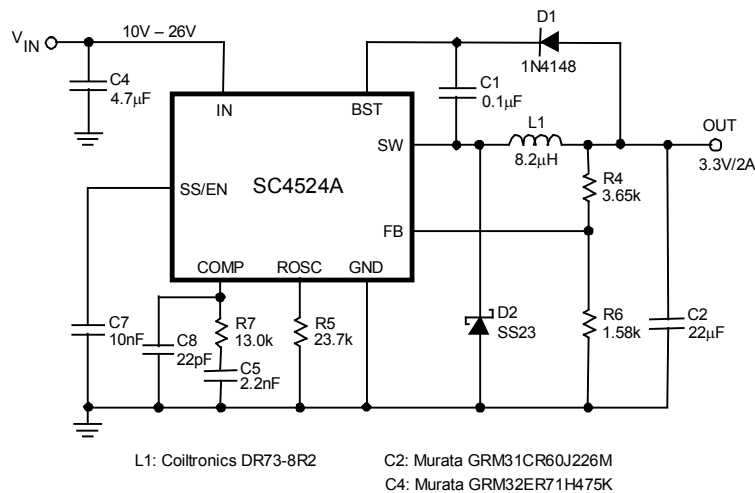 V IN
10V – 26V
D1
1N4148
C4
4.7μF
C1
0.1μF
IN
BST
L1
8.2μH
OUT
3.3V/2A
SW
SS/EN
SC4524A
R4
3.65k
FB
COMP
ROSC
GND
C7
10nF
C8
22pF
R7
13.0k
R5
23.7k
C5
2.2nF
D2
SS23
R6
1.58k
C2
22μF
L1: Coiltronics DR73-8R2
C2: Murata GRM31CR60J226M
C4: Murata GRM32ER71H475K